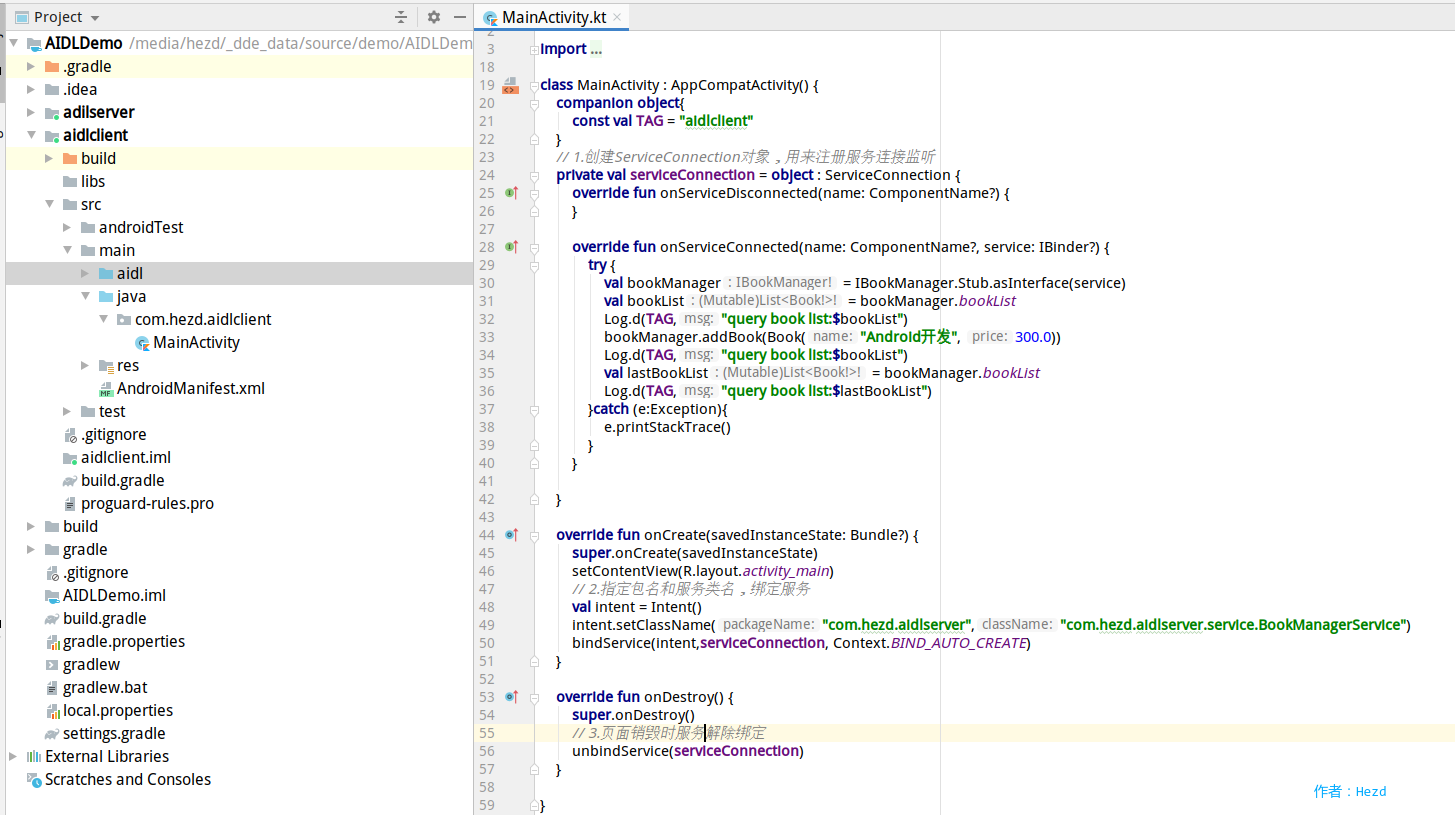 Project
AIDLDemo /media/hezd/_dde_data/source/demo/AIDLDem
.gradle
.idea
adilserver
aidlclient
build
libs
src
androidTest
main
aidl
java
com.hezd.aidlclient
MainActivity
res
AndroidManifest.xml
test
.gitignore
aidlclient.iml
build.gradle
proguard-rules.pro
build
gradle
.gitignore
AIDLDemo.iml
build.gradle
gradle.properties
gradlew
gradlew.bat
local.properties
settings.gradle
External Libraries
Scratches and Consoles
MainActivity.kt
2
3 import ...
18
19 class MainActivity : AppCompatActivity() {
20 companion object{
21 const val TAG = "aidlclient"
22 }
23 // 1.创建ServiceConnection对象，用来注册服务连接监听
24 private val serviceConnection = object : ServiceConnection {
25 override fun onServiceDisconnected(name: ComponentName?) {
26 }
27
28 override fun onServiceConnected(name: ComponentName?, service: IBinder?) {
29 try {
30 val bookManager : IBookManager! = IBookManager.Stub.asInterface(service)
31 val bookList : (Mutable)List<Book!>! = bookManager.bookList
32 Log.d(TAG, msg: "query book list:$bookList")
33 bookManager.addBook(Book( name: "Android开发", price: 300.0))
34 Log.d(TAG, msg: "query book list:$bookList")
35 val lastBookList : (Mutable)List<Book!>! = bookManager.bookList
36 Log.d(TAG, msg: "query book list:$lastBookList")
37 }catch (e:Exception){
38 e.printStackTrace()
39 }
40 }
41
42 }
43
44 override fun onCreate(savedInstanceState: Bundle?) {
45 super.onCreate(savedInstanceState)
46 setContentView(R.layout.activity_main)
47 // 2.指定包名和服务类名，绑定服务
48 val intent = Intent()
49 intent.setClassName( packageName: "com.hezd.aidlserver", className: "com.hezd.aidlserver.service.BookManagerService")
50 bindService(intent,serviceConnection, Context.BIND_AUTO_CREATE)
51 }
52
53 override fun onDestroy() {
54 super.onDestroy()
55 // 3.页面销毁时服务解除绑定
56 unbindService(serviceConnection)
57 }
58
59 }
作者：Hezd